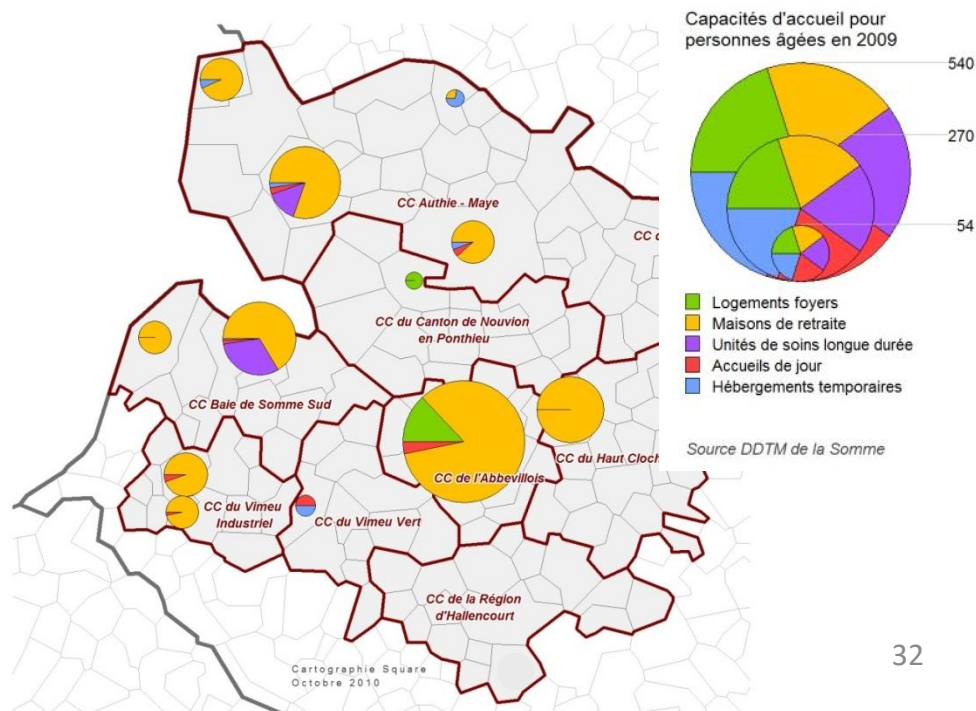 Capacités d'accueil pour
personnes âgées en 2009
540
270
54
Logements foyers
Maisons de retraite
Unités de soins longue durée
Accueils de jour
Hébergements temporaires
Source DDTM de la Somme
CC Authie - Maye
CC d
CC du Canton de Nouvion
en Ponthieu
CC Baie de Somme Sud
CC de l'Abbevillois
CC du Haut Cloch
CC du Vimeu
Industriel
CC du Vimeu Vert
CC de la Région
d'Hallencourt
Cartographie Square
Octobre 2010
32